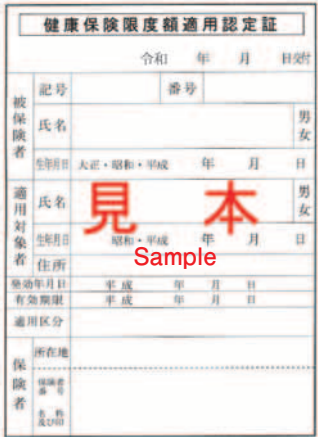 健康保険限度額適用認定証
令和 年 月 日交付
被保険者
記号 番号
氏名 男 女
生年月日 大正・昭和・平成 年 月 日
適用対象者
氏名 男 女
見本
生年月日 昭和・平成 年 月 日
Sample
住所
発効年月日 平成 年 月 日
有効期限 平成 年 月 日
適用区分
保険者
所在地
保険者番号
名称及び印